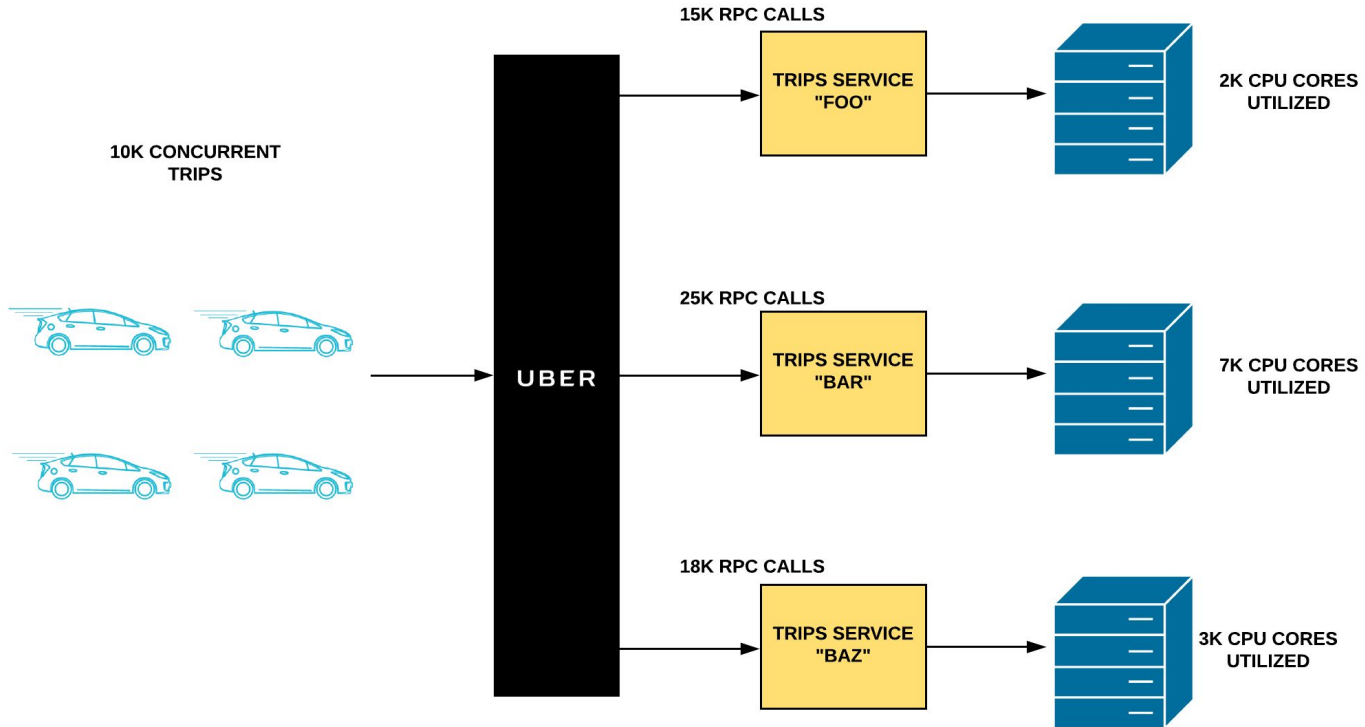 15K RPC CALLS
TRIPS SERVICE
"FOO"
2K CPU CORES
UTILIZED
10K CONCURRENT
TRIPS
25K RPC CALLS
UBER
TRIPS SERVICE
"BAR"
7K CPU CORES
UTILIZED
18K RPC CALLS
TRIPS SERVICE
"BAZ"
3K CPU CORES
UTILIZED